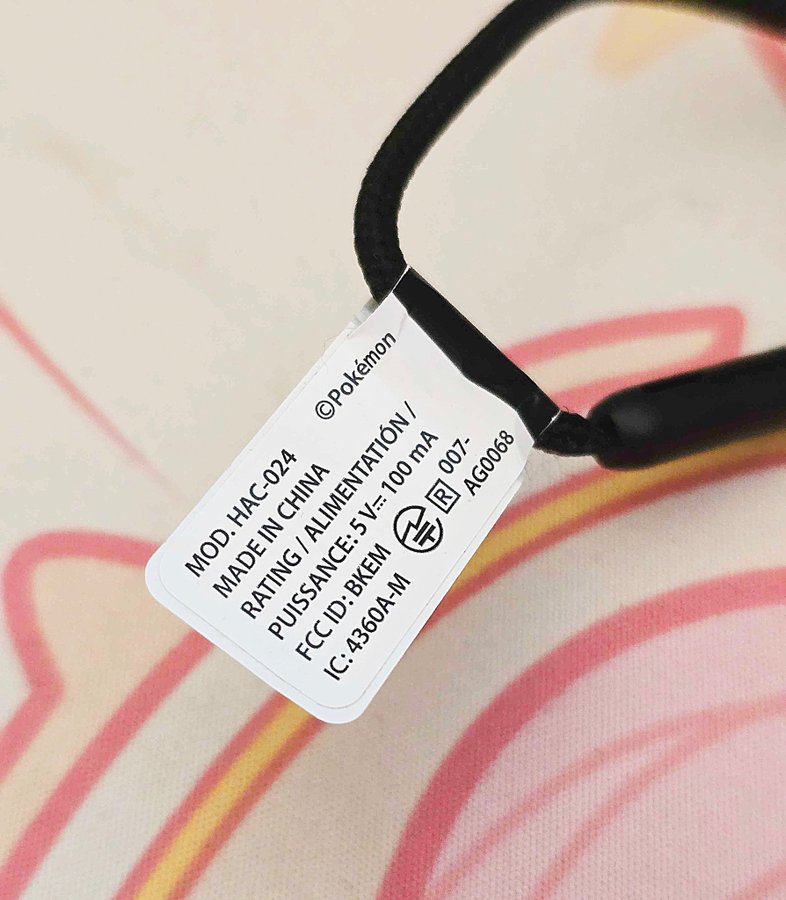 ©Pokémon
MOD. HAC-024
MADE IN CHINA
RATING / ALIMENTATIÓN /
PUISSANCE: 5 V⎓ 100 mA
FCC ID: BKEM
IC: 4360A-M
R 007-
AG0068